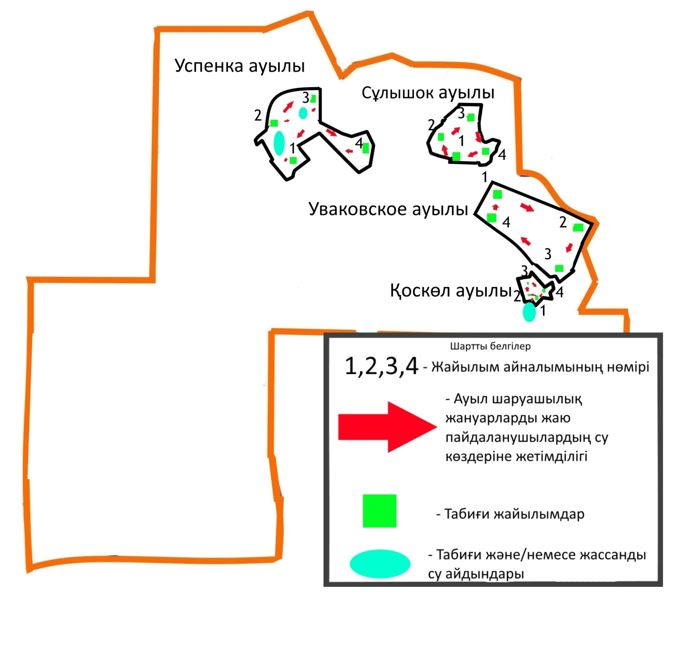 Успенка ауылы
3
2
1
4
Сұлышок ауылы
3
2
1
4
Уваковское ауылы
1
2
4
3
Қоскөл ауылы
3
2
4
1
Шартты белгілер
1,2,3,4 - Жайылым айналымының нөмірі
- Ауыл шаруашылық
жануарларды жаю
пайдаланушылардың су
көздеріне жетімділігі
- Табиғи жайылымдар
- Табиғи және/немесе жассанды
су айдындары